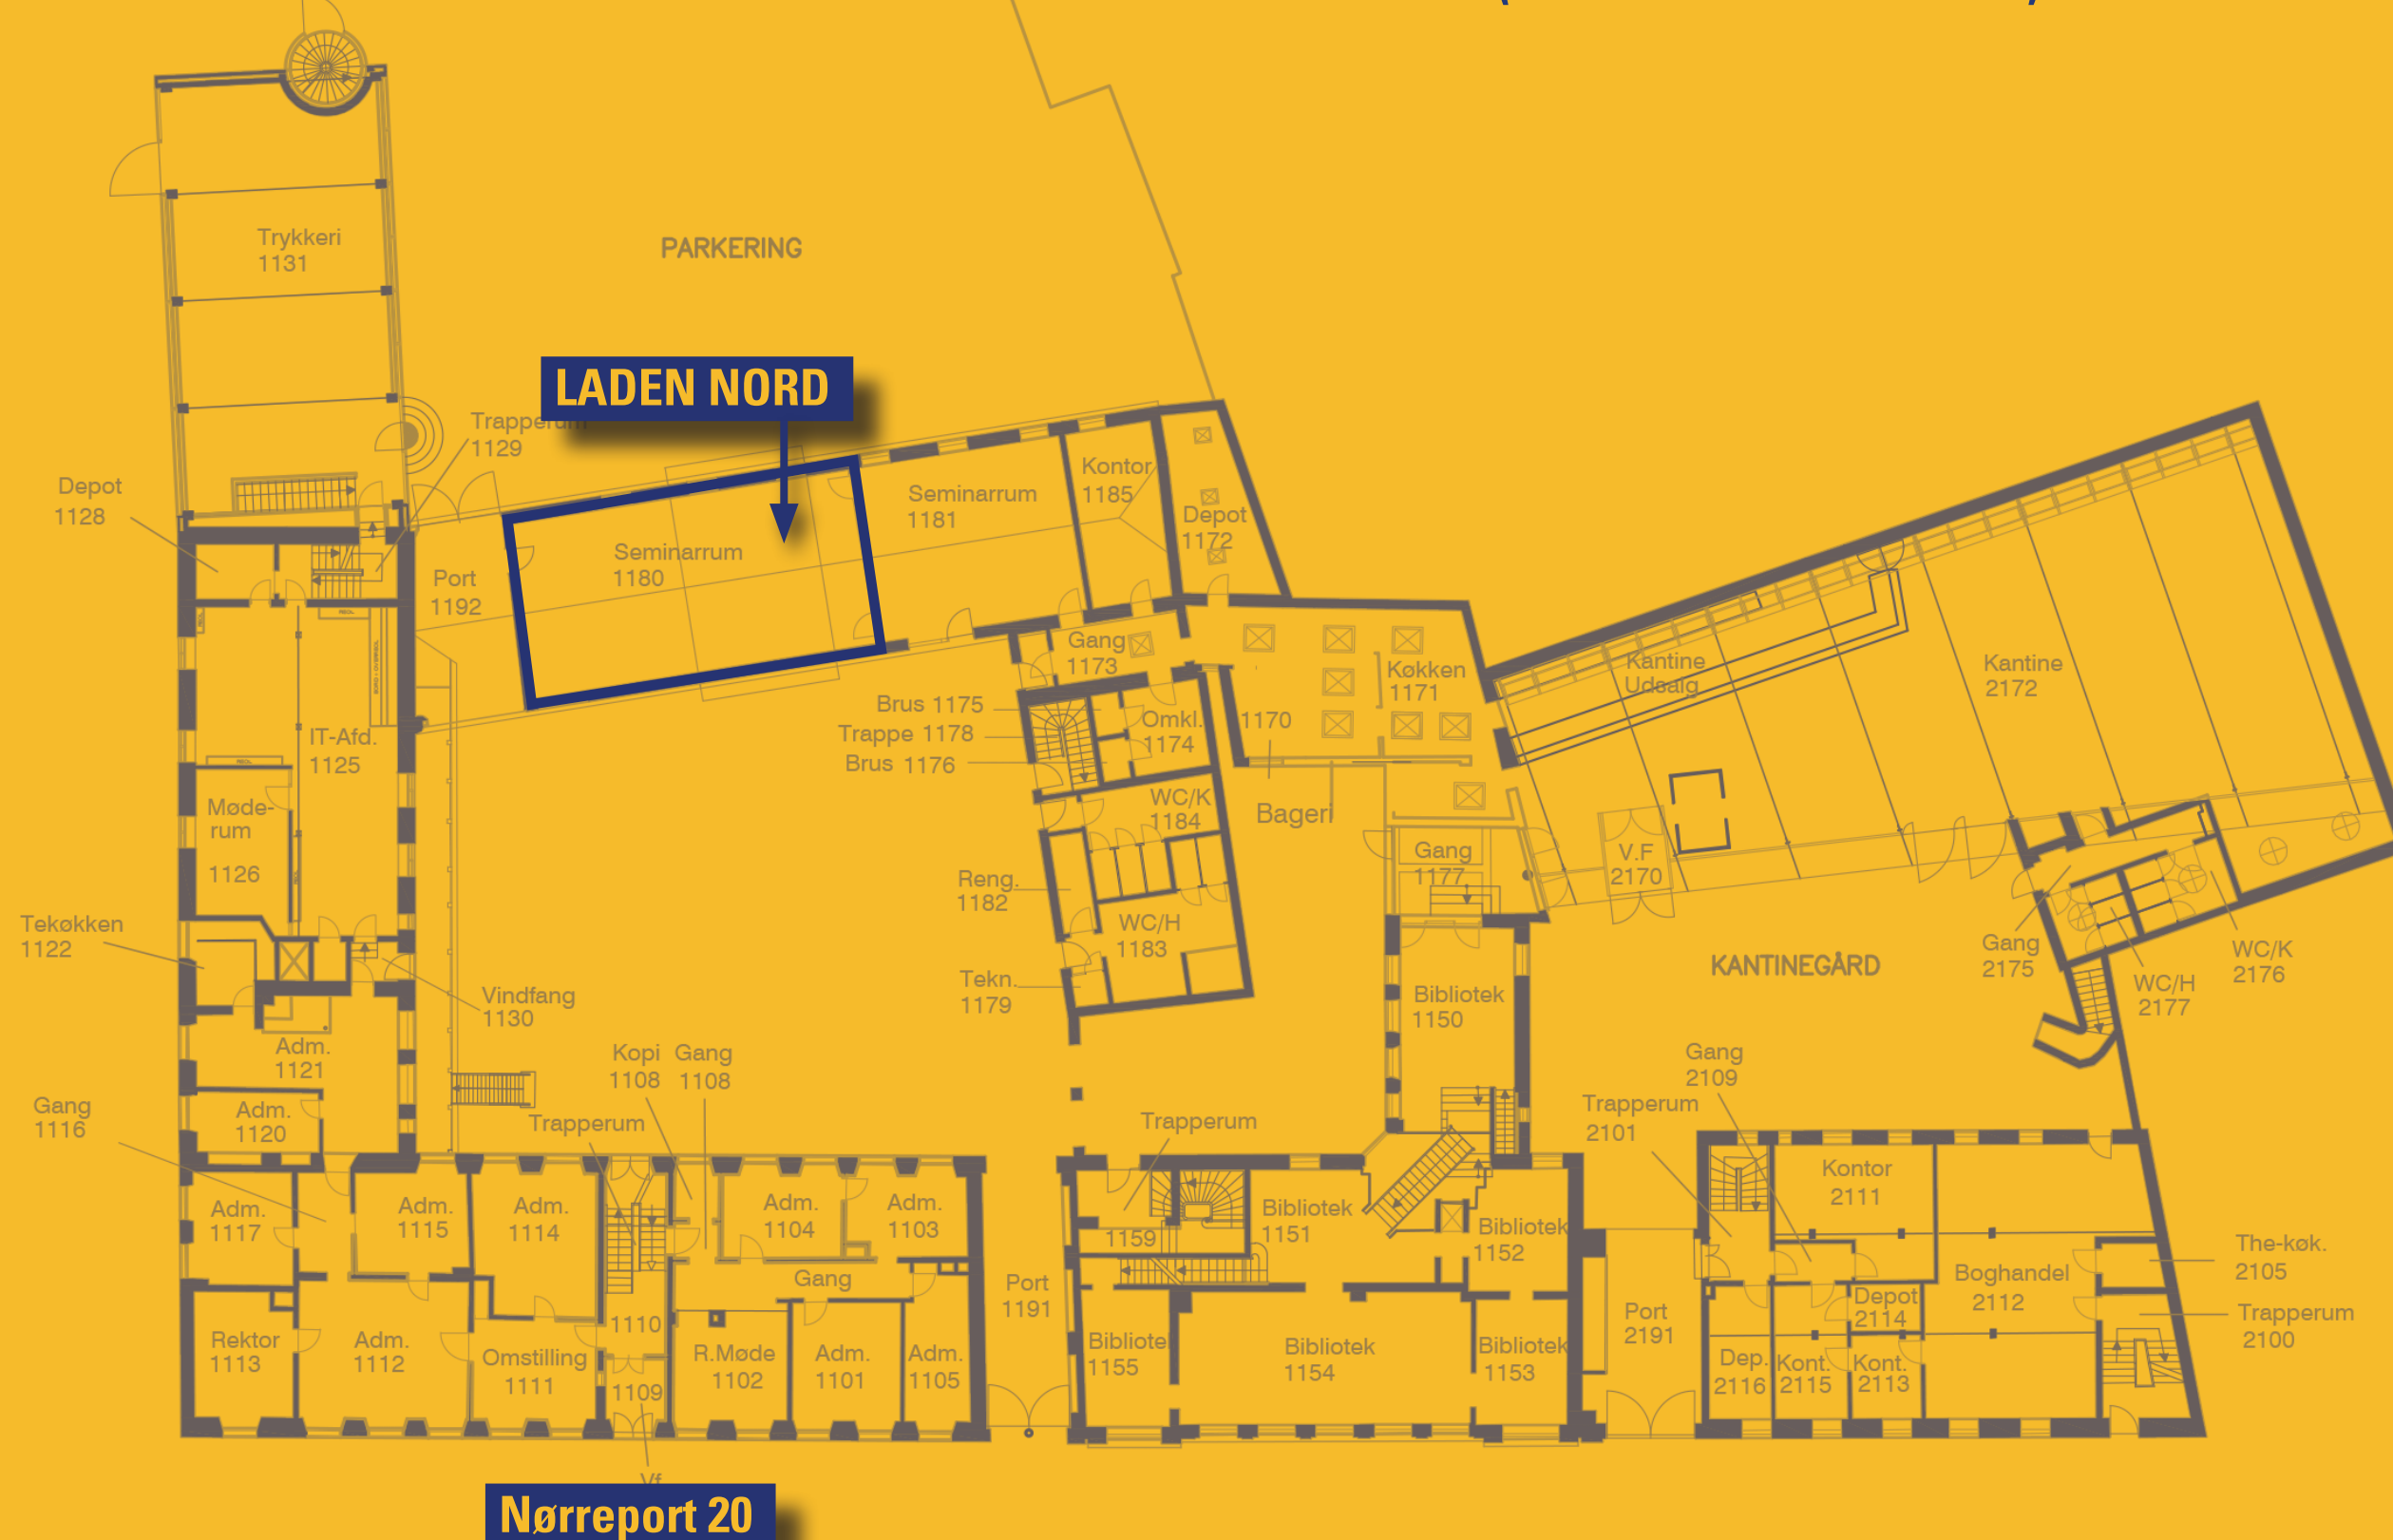 Trykkeri
1131
PARKERING
LADEN NORD
Trapperum
1129
Depot
1128
Kontor
1185
Seminarrum
1181
Depot
1172
Seminarrum
1180
Port
1192
Gang
1173
Køkken
1171
Kantine
Udsalg
Kantine
2172
Brus 1175
Trappe 1178
Brus 1176
Omkl.
1174
1170
IT-Afd.
1125
Møde-
rum
1126
WC/K
1184
Bageri
Gang
1177
V.F
2170
Reng.
1182
WC/H
1183
Tekøkken
1122
Gang
2175
WC/K
2176
WC/H
2177
KANTINEGÅRD
Tekn.
1179
Bibliotek
1150
Vindfang
1130
Adm.
1121
Kopi
1108
Gang
1108
Gang
2109
Gang
1116
Adm.
1120
Trapperum
Trapperum
Trapperum
2101
Kontor
2111
Adm.
1117
Adm.
1115
Adm.
1114
Adm.
1104
Adm.
1103
1159
Bibliotek
1151
Bibliotek
1152
The-køk.
2105
Gang
Port
1191
Boghandel
2112
Depot
2114
Port
2191
Trapperum
2100
1110
Rektor
1113
Adm.
1112
Omstilling
1111
R.Møde
1102
Adm.
1101
Adm.
1105
Bibliotek
1155
Bibliotek
1154
Bibliotek
1153
Dep.
2116
Kont.
2115
Kont.
2113
1109
Vf
Nørreport 20